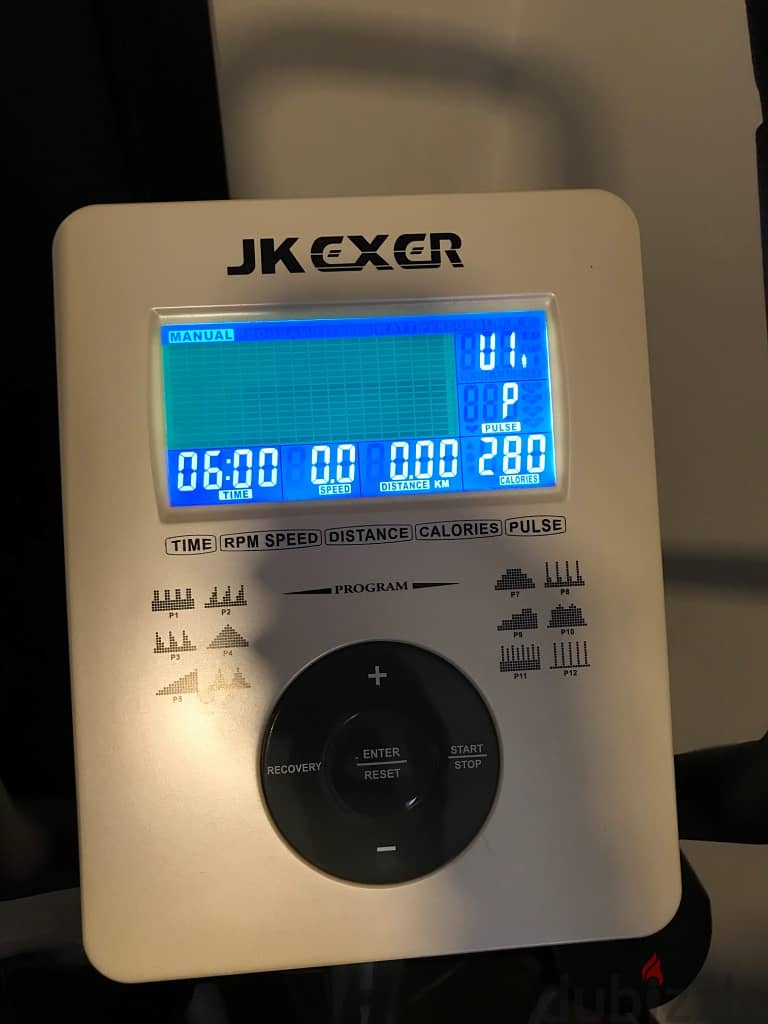 JKEXER
MANUAL
U1
P
PULSE
06:00 0.0 0.00 280
TIME SPEED DISTANCE KM CALORIES
TIME RPM SPEED DISTANCE CALORIES PULSE
PROGRAM
P1 P2
P3 P4
P5
P7 P8
P9 P10
P11 P12
+
RECOVERY
ENTER
RESET
START
STOP
−
dubizzle